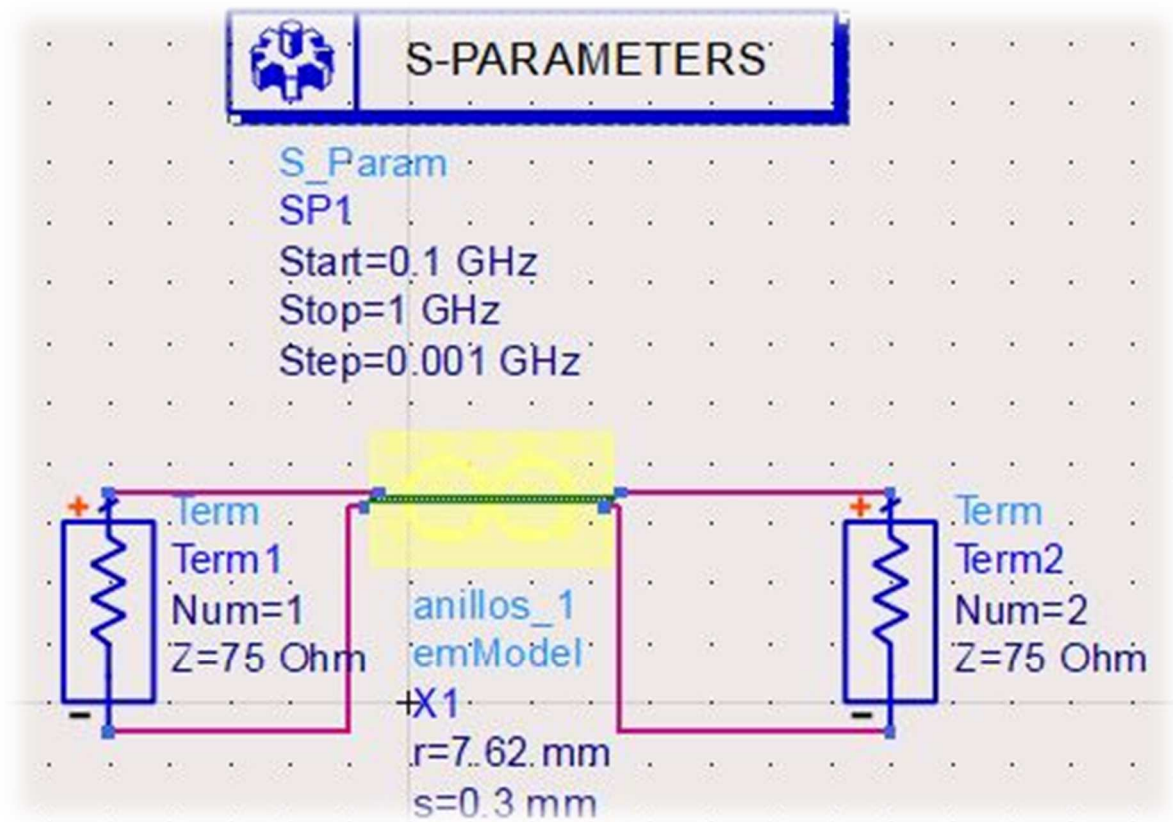 S-PARAMETERS
S_Param
SP1
Start=0.1 GHz
Stop=1 GHz
Step=0.001 GHz
+ Term
Term1
Num=1
Z=75 Ohm
-
anillos_1
emModel
X1
r=7.62 mm
s=0.3 mm
+ Term
Term2
Num=2
Z=75 Ohm
-